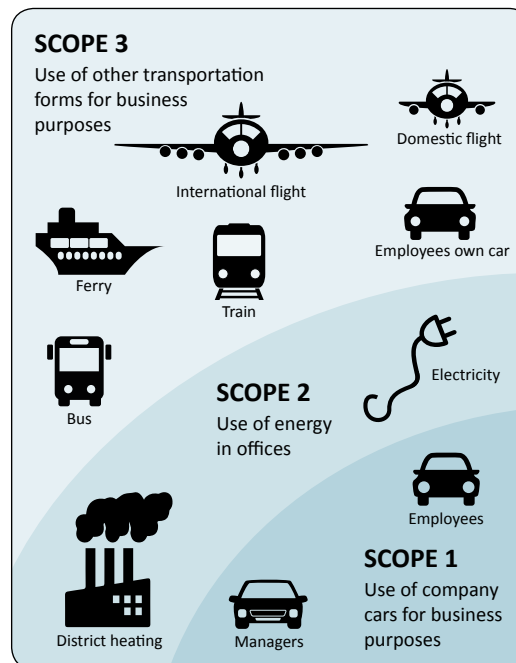 SCOPE 3
Use of other transportation
forms for business
purposes
Domestic flight
International flight
Employees own car
Ferry
Train
Bus
SCOPE 2
Use of energy
in offices
Electricity
Employees
SCOPE 1
Use of company
cars for business
purposes
District heating
Managers